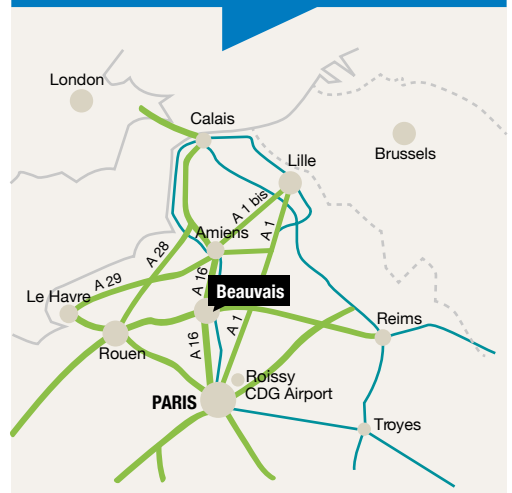 London
Calais
Brussels
Lille
A 1 bis
Amiens
A 1
A 28
A 29
A 16
Beauvais
Le Havre
A 1
Reims
Rouen
A 16
Roissy
CDG Airport
PARIS
Troyes